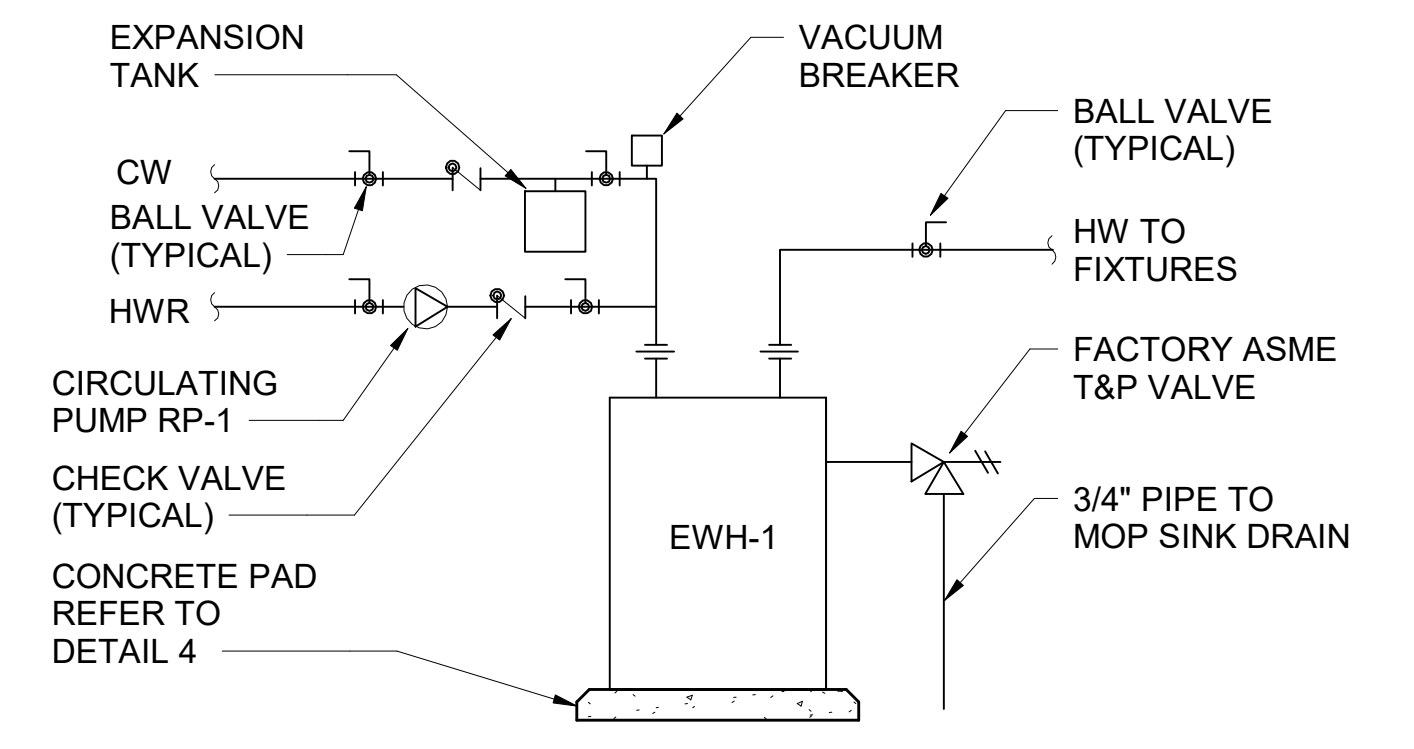 EXPANSION
TANK
VACUUM
BREAKER
BALL VALVE
(TYPICAL)
CW
BALL VALVE
(TYPICAL)
HW TO
FIXTURES
HWR
FACTORY ASME
T&P VALVE
CIRCULATING
PUMP RP-1
CHECK VALVE
(TYPICAL)
3/4" PIPE TO
MOP SINK DRAIN
EWH-1
CONCRETE PAD
REFER TO
DETAIL 4